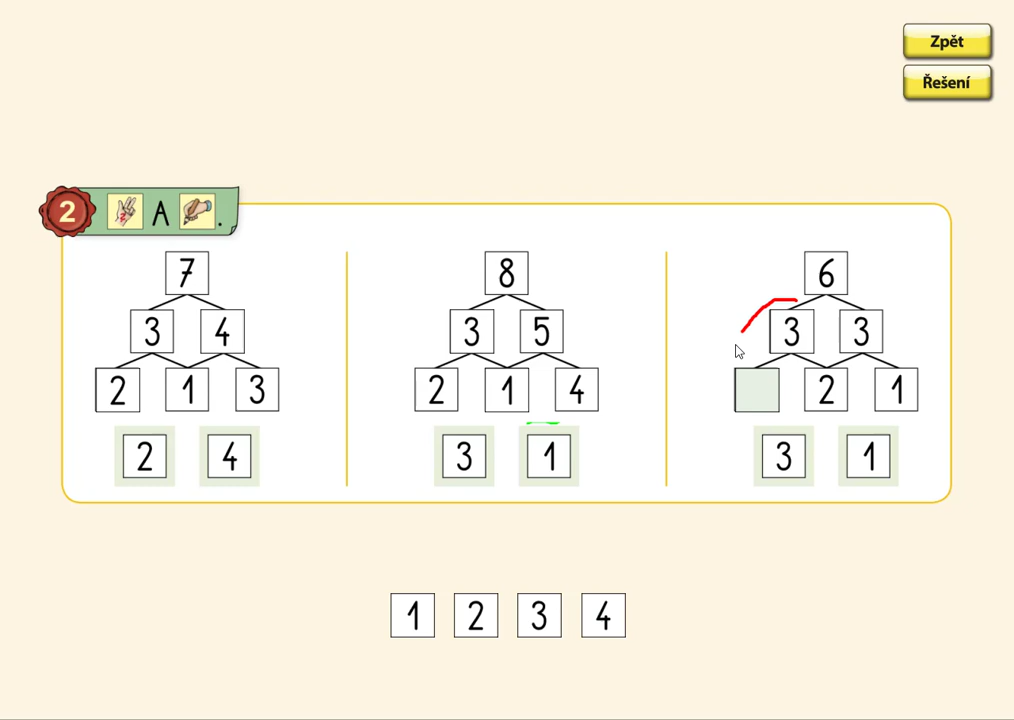 Zpět
Řešení
2 A .
7 8 6
3 4 3 5 3 3
2 1 3 2 1 4 2 1
2 4 3 1 3 1
1 2 3 4